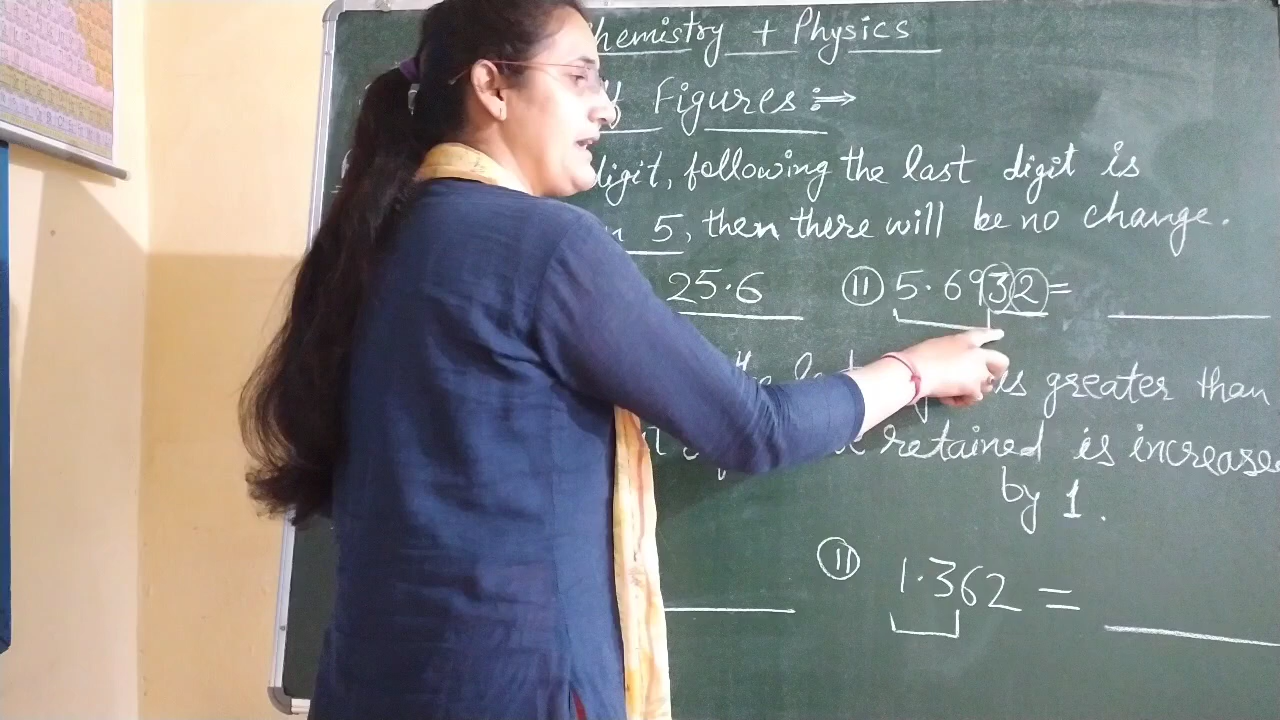 hemistry + Physics
Figures :⇒
digit, following the last digit is
5, then there will be no change.
25.6 (II) 5.6932 =
is greater than
retained is increased
by 1.
(II) 1.362 =